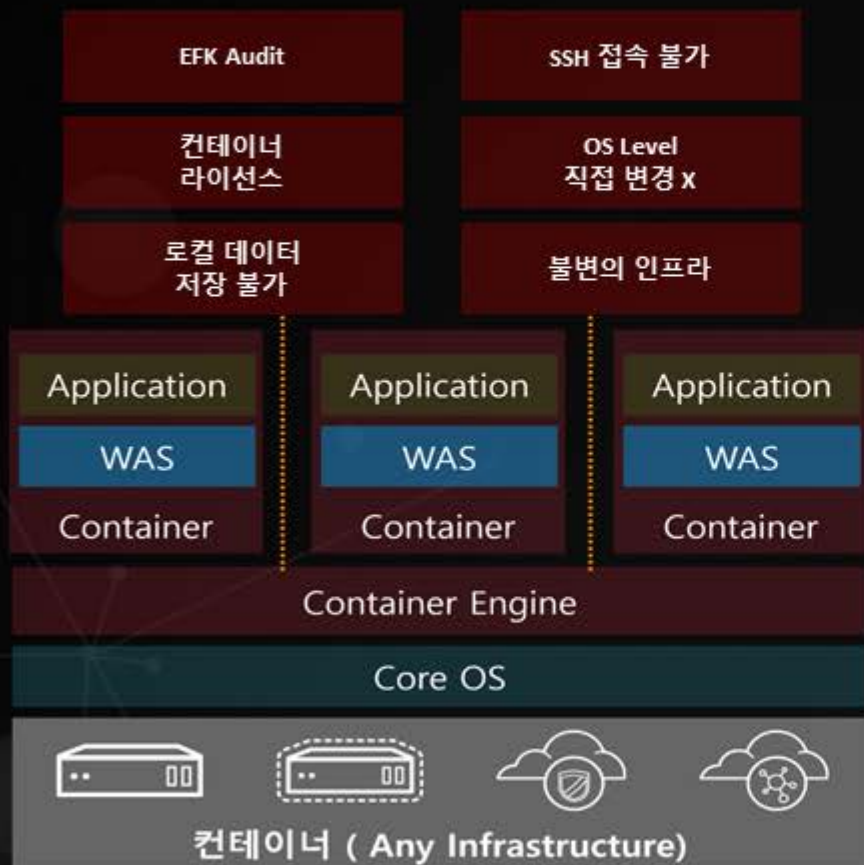 EFK Audit
SSH 접속 불가
컨테이너
라이선스
OS Level
직접 변경 X
로컬 데이터
저장 불가
불변의 인프라
Application
Application
Application
WAS
WAS
WAS
Container
Container
Container
Container Engine
Core OS
컨테이너 ( Any Infrastructure)